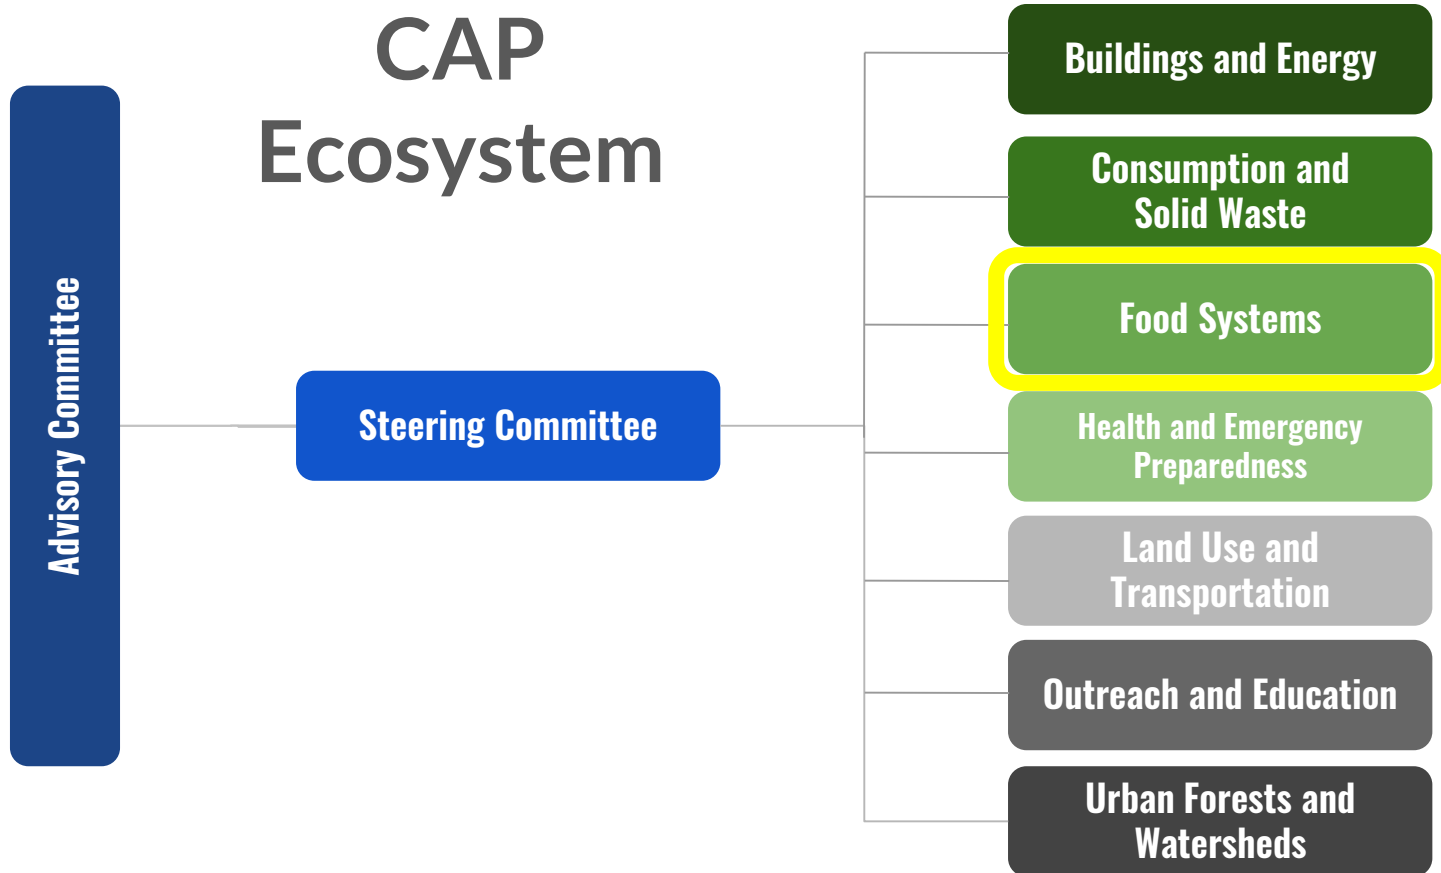 CAP
Ecosystem
Advisory Committee
Steering Committee
Buildings and Energy
Consumption and
Solid Waste
Food Systems
Health and Emergency
Preparedness
Land Use and
Transportation
Outreach and Education
Urban Forests and
Watersheds